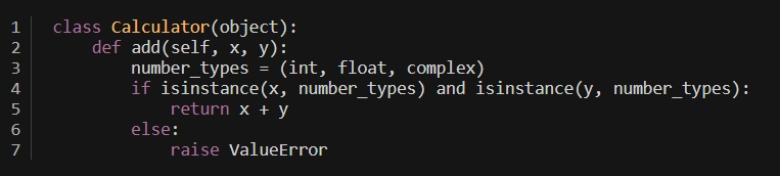 1 class Calculator(object):
2     def add(self, x, y):
3         number_types = (int, float, complex)
4         if isinstance(x, number_types) and isinstance(y, number_types):
5             return x + y
6         else:
7             raise ValueError